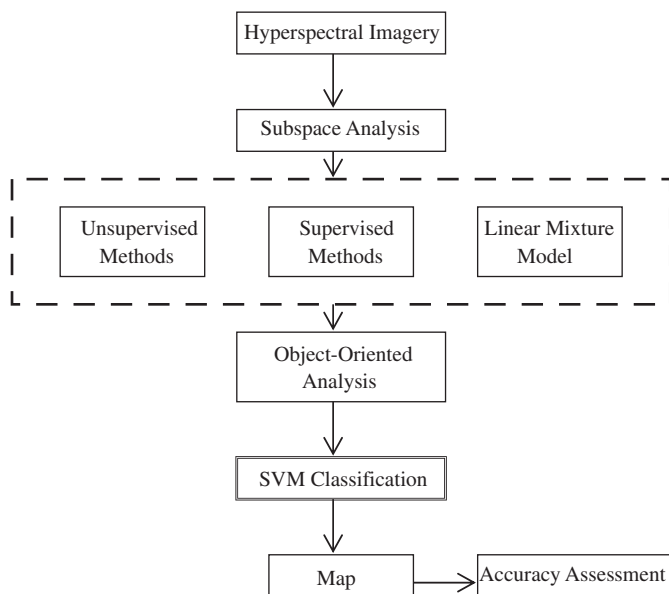 Hyperspectral Imagery
Subspace Analysis
Unsupervised
Methods
Supervised
Methods
Linear Mixture
Model
Object-Oriented
Analysis
SVM Classification
Map
Accuracy Assessment